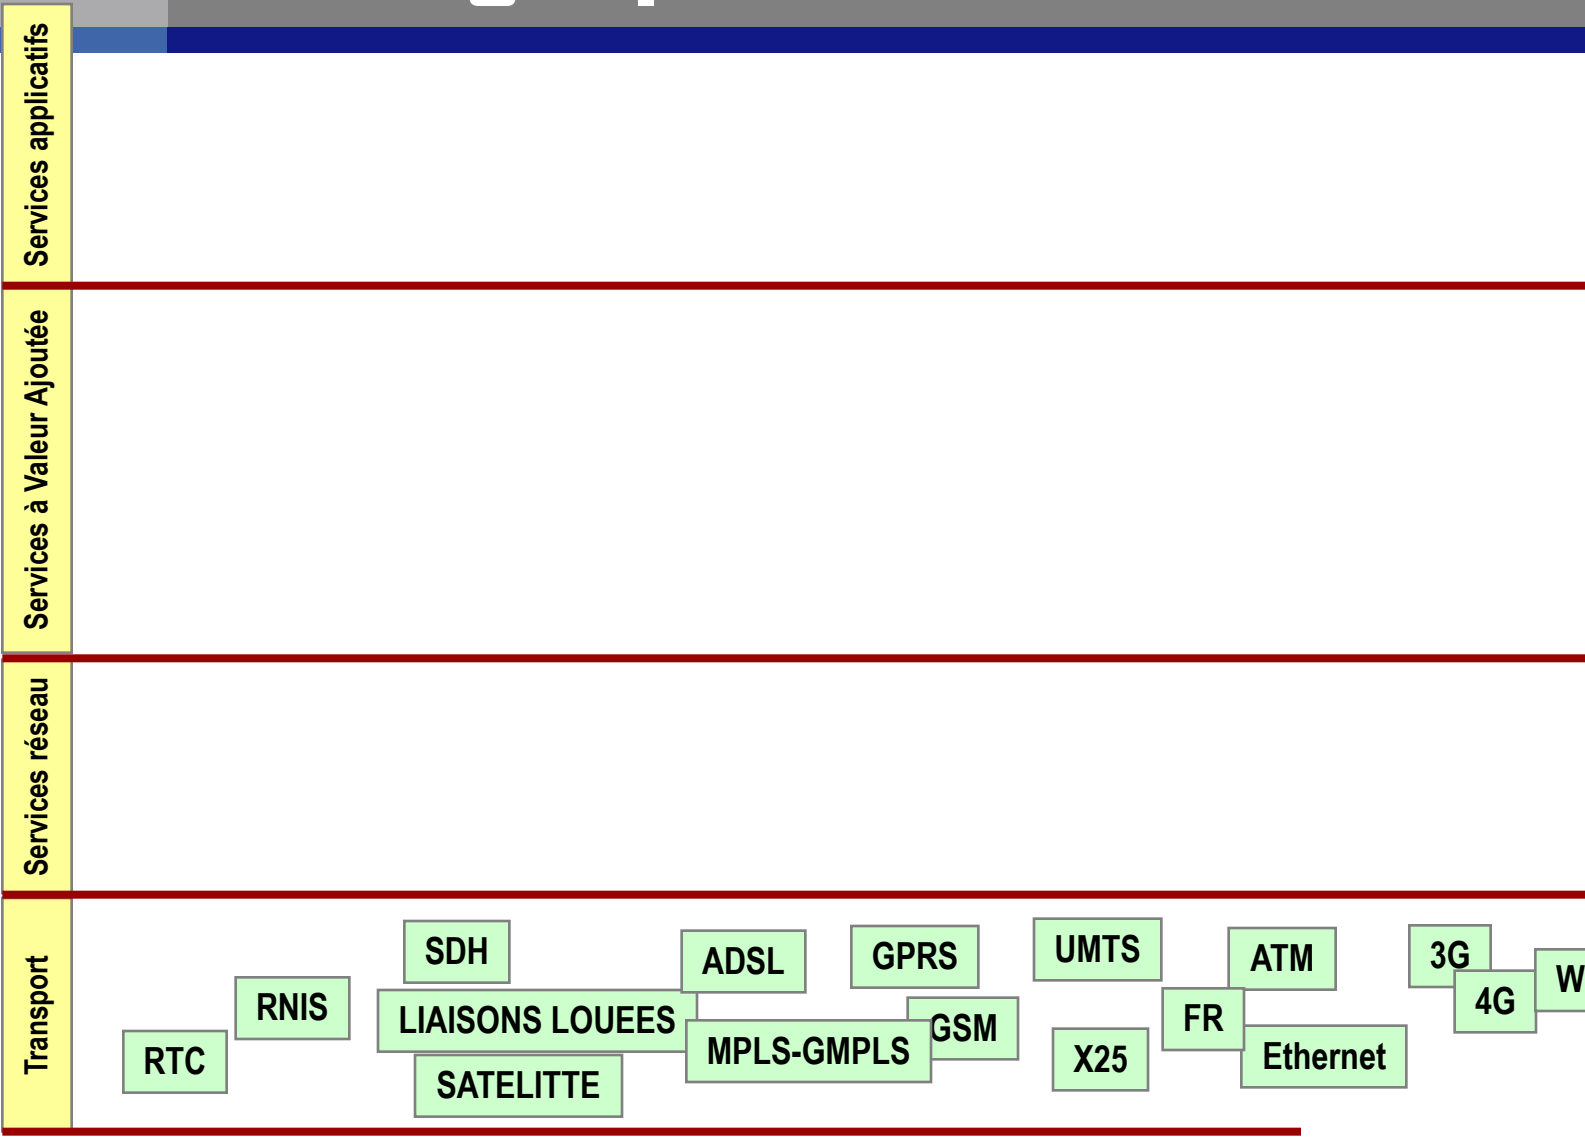 Services applicatifs
Services à Valeur Ajoutée
Services réseau
Transport
SDH
ADSL
GPRS
UMTS
ATM
3G
RNIS
LIAISONS LOUEES
GSM
FR
4G
RTC
SATELITTE
MPLS-GMPLS
X25
Ethernet